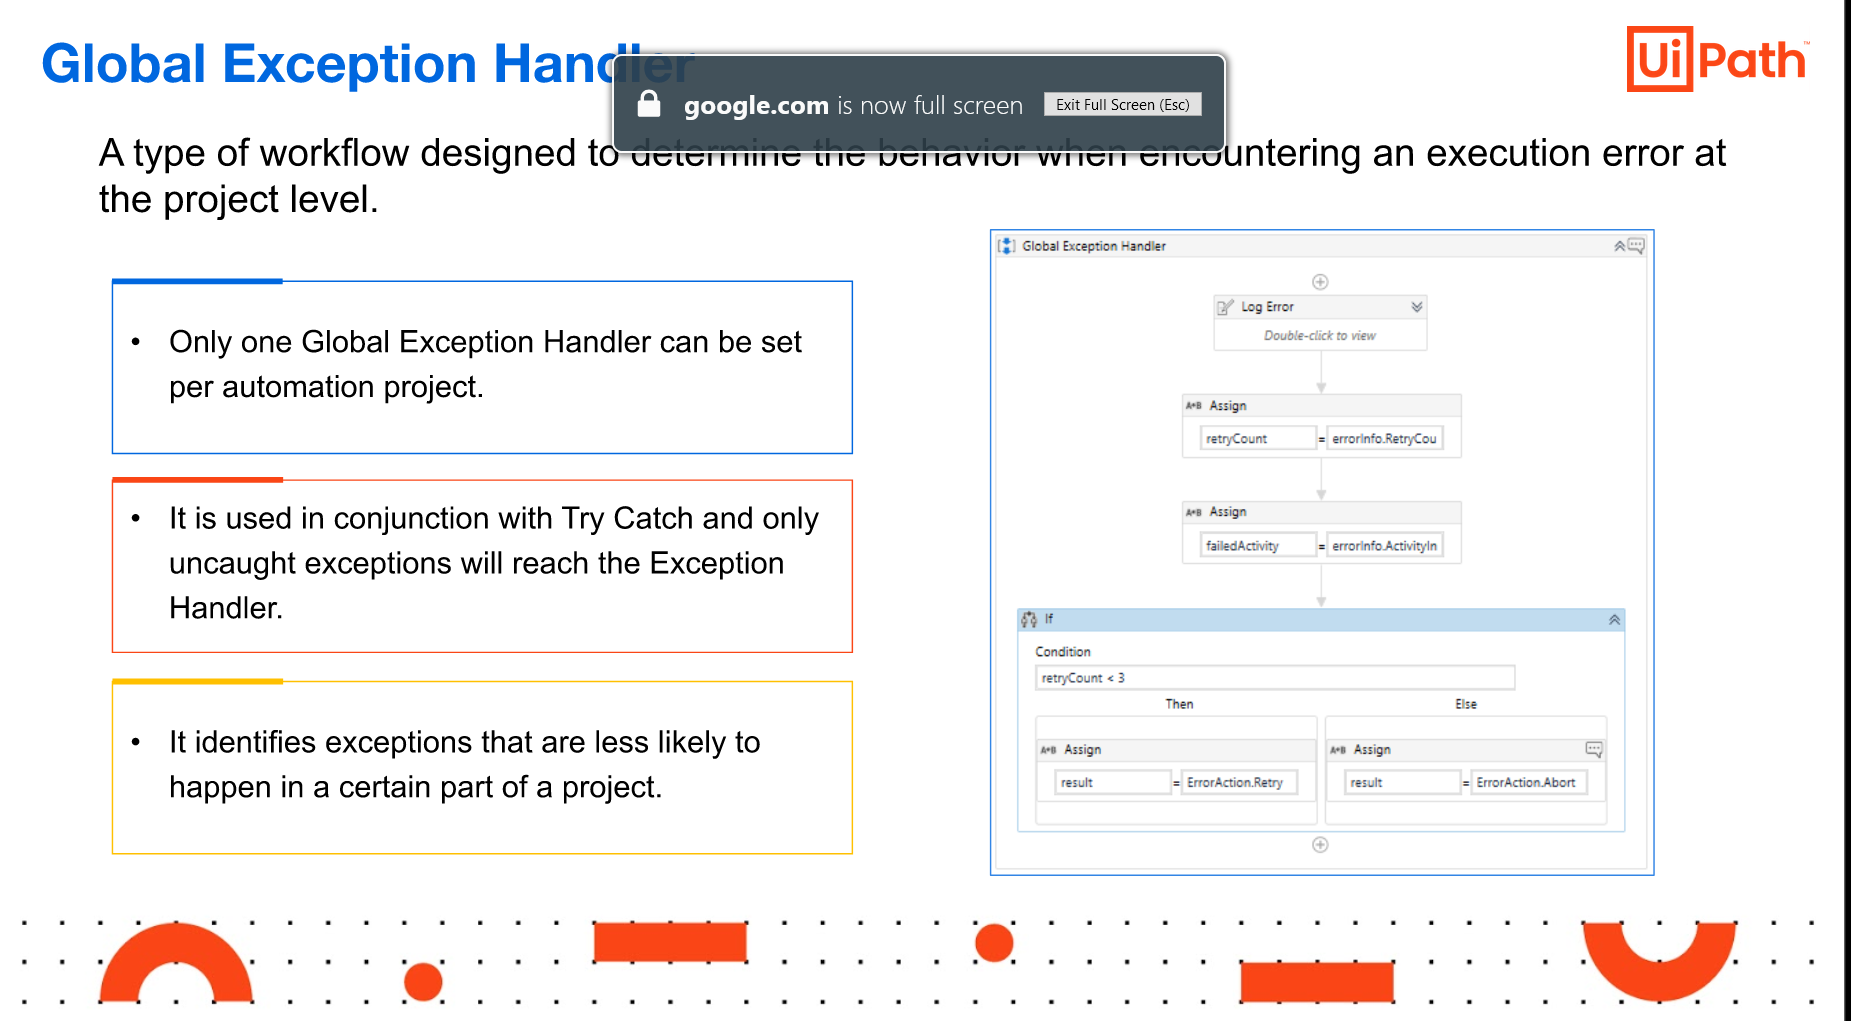 Global Exception Handler
google.com is now full screen
Exit Full Screen (Esc)
UiPath™
A type of workflow designed to determine the behavior when encountering an execution error at
the project level.
• Only one Global Exception Handler can be set
per automation project.
• It is used in conjunction with Try Catch and only
uncaught exceptions will reach the Exception
Handler.
• It identifies exceptions that are less likely to
happen in a certain part of a project.
Global Exception Handler
Log Error
Double-click to view
A+B Assign
retryCount = errorInfo.RetryCou
A+B Assign
failedActivity = errorInfo.ActivityIn
If
Condition
retryCount < 3
Then Else
A+B Assign A+B Assign
result = ErrorAction.Retry result = ErrorAction.Abort